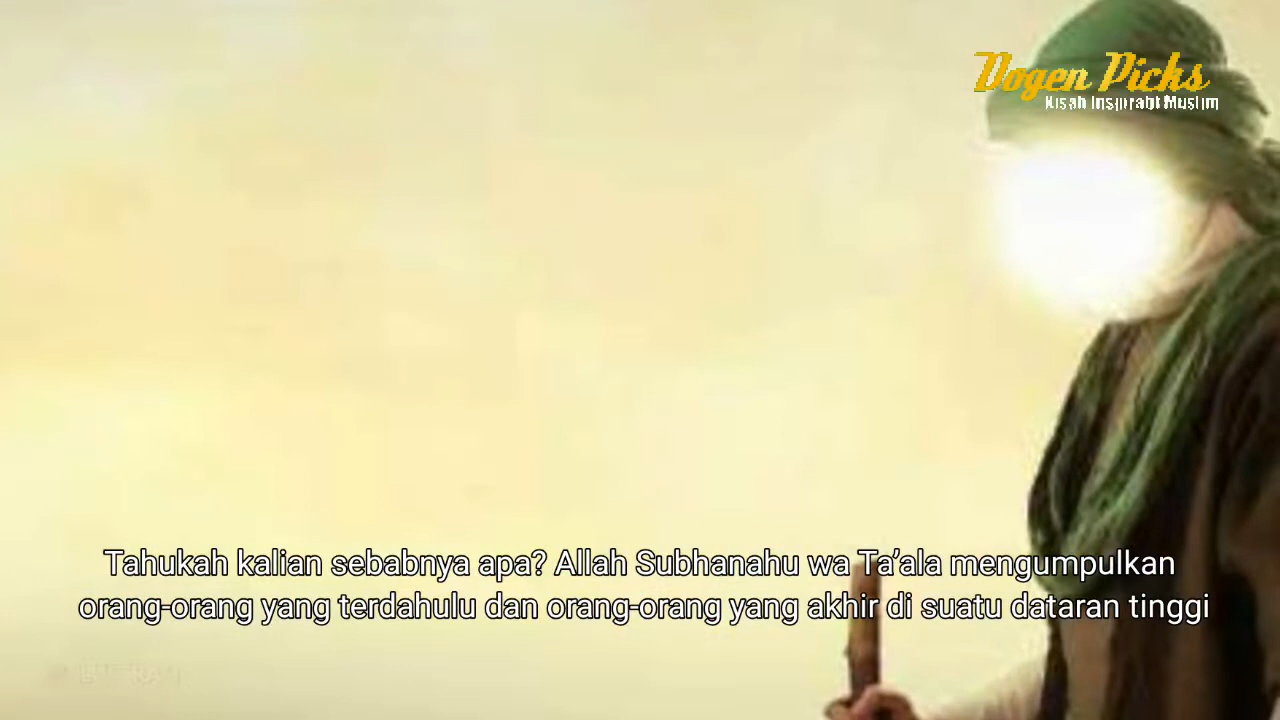 Dogen Picks
Kisah Inspiratif Muslim
Tahukah kalian sebabnya apa? Allah Subhanahu wa Ta’ala mengumpulkan
orang-orang yang terdahulu dan orang-orang yang akhir di suatu dataran tinggi